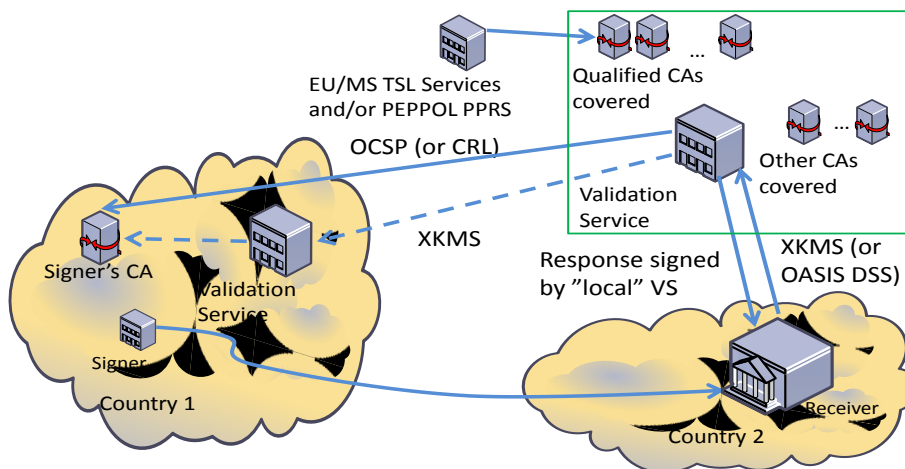 EU/MS TSL Services
and/or PEPPOL PPRS
...
Qualified CAs
covered
...
Other CAs
covered
Validation
Service
OCSP (or CRL)
XKMS
Signer's CA
Validation
Service
Signer
Country 1
Response signed
by ”local” VS
XKMS (or
OASIS DSS)
Receiver
Country 2